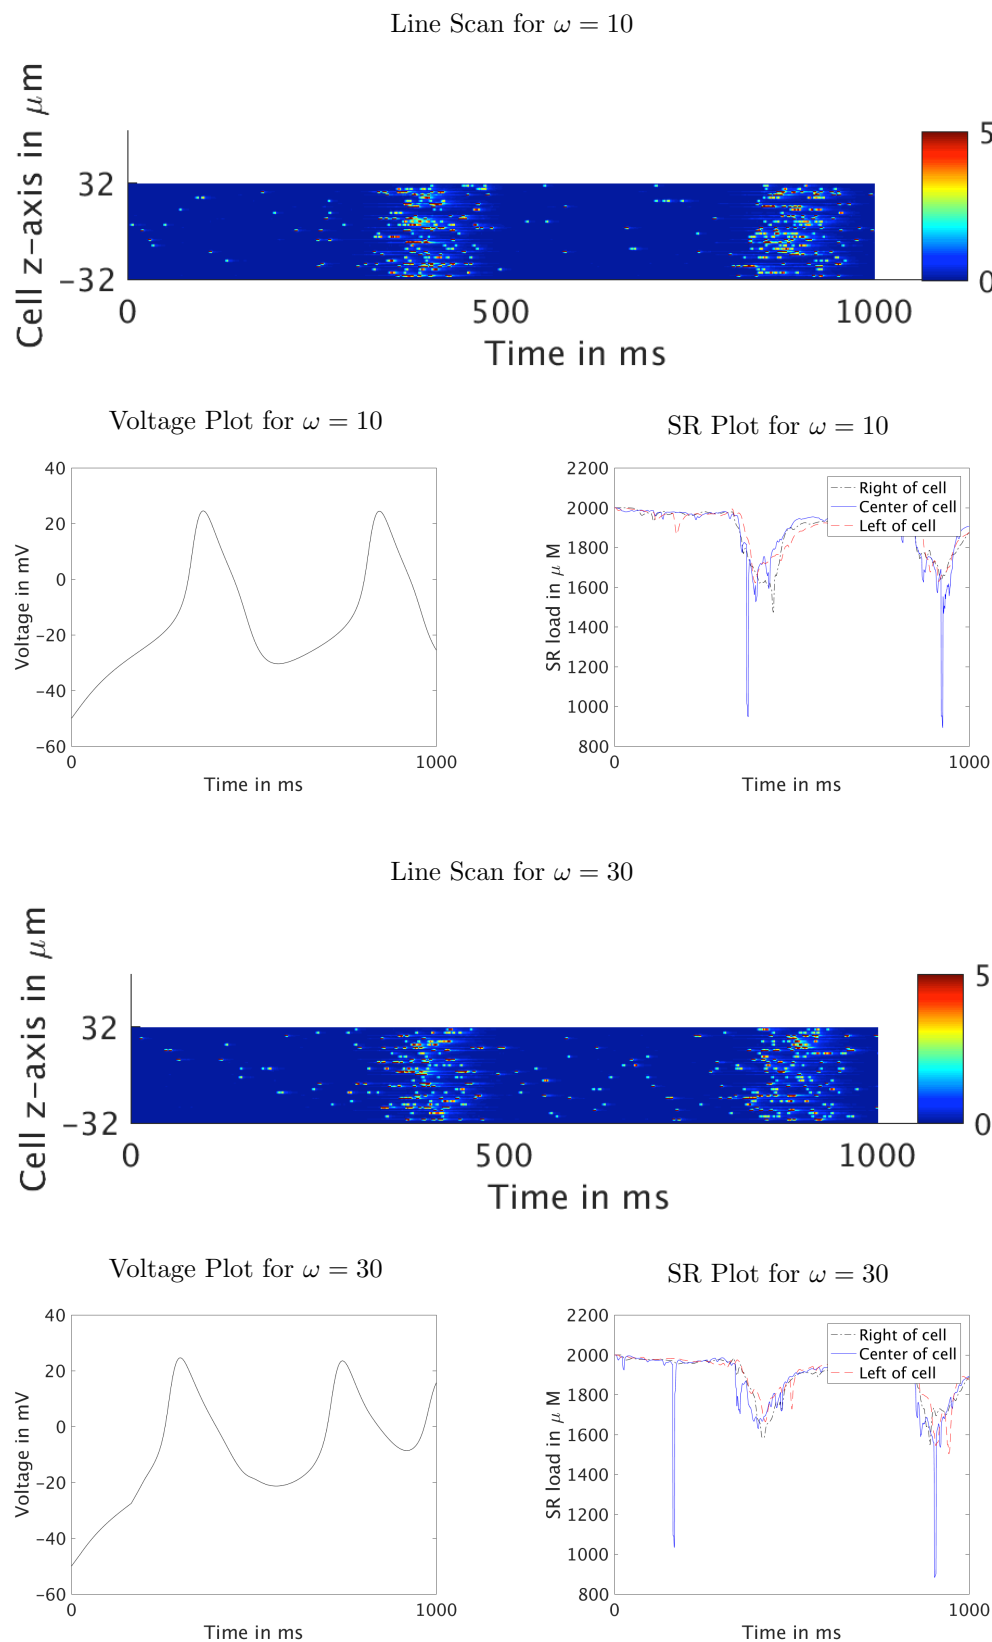 Line Scan for ω = 10
Cell z-axis in μm
32
-32
0
500
1000
Time in ms
5
0
Voltage Plot for ω = 10
Voltage in mV
40
20
0
-20
-40
-60
0
1000
Time in ms
SR Plot for ω = 10
SR load in μ M
2200
2000
1800
1600
1400
1200
1000
800
0
1000
Time in ms
Right of cell
Center of cell
Left of cell
Line Scan for ω = 30
Cell z-axis in μm
32
-32
0
500
1000
Time in ms
5
0
Voltage Plot for ω = 30
Voltage in mV
40
20
0
-20
-40
-60
0
1000
Time in ms
SR Plot for ω = 30
SR load in μ M
2200
2000
1800
1600
1400
1200
1000
800
0
1000
Time in ms
Right of cell
Center of cell
Left of cell